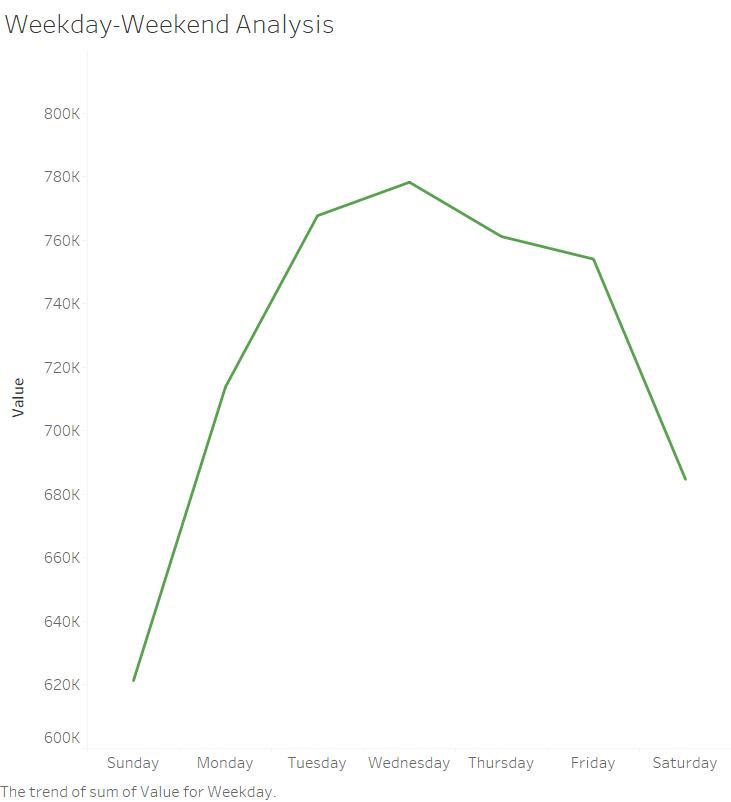 Weekday-Weekend Analysis
800K
780K
760K
740K
720K
700K
680K
660K
640K
620K
600K
Value
Sunday Monday Tuesday Wednesday Thursday Friday Saturday
The trend of sum of Value for Weekday.